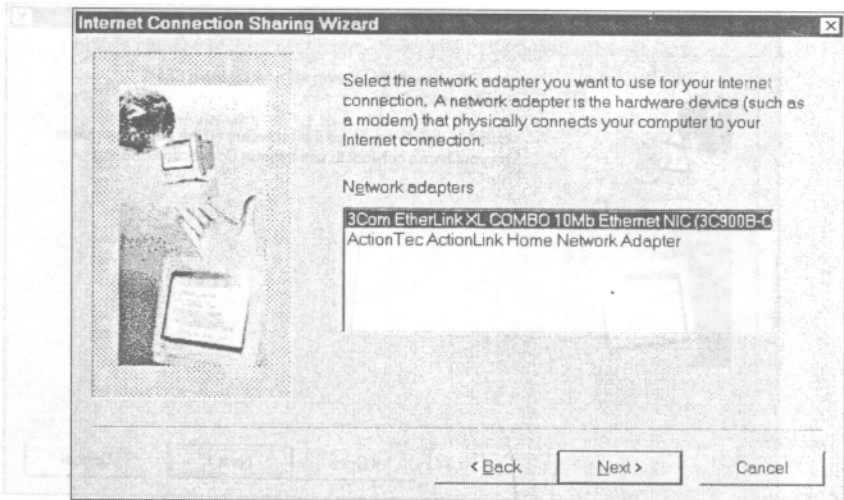 Internet Connection Sharing Wizard
Select the network adapter you want to use for your Internet
connection. A network adapter is the hardware device (such as
a modem) that physically connects your computer to your
Internet connection.
Network adapters
3Com EtherLink XL COMBO 10Mb Ethernet NIC (3C900B-C
ActionTec ActionLink Home Network Adapter
< Back
Next >
Cancel